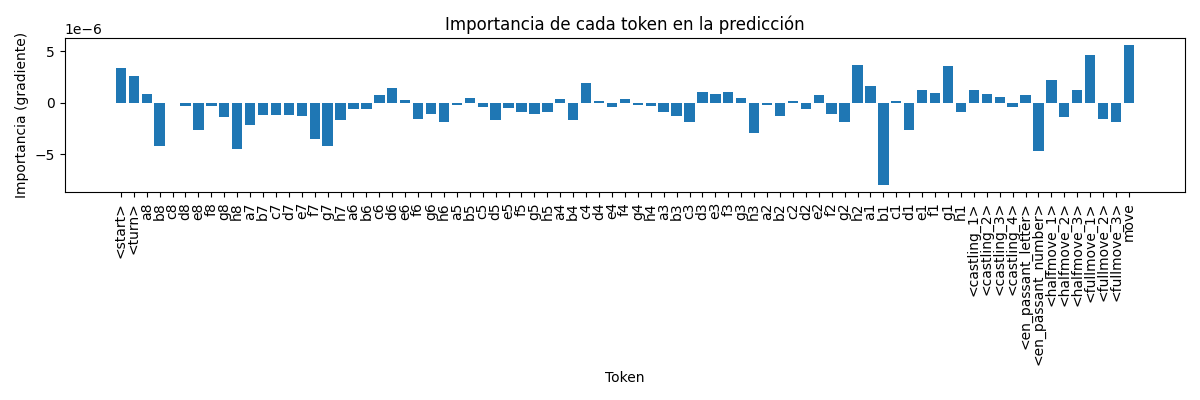 Importancia de cada token en la predicción
1e−6
Importancia (gradiente)
5
0
−5
<start>
<turn>
a8
b8
c8
d8
e8
f8
g8
h8
a7
b7
c7
d7
e7
f7
g7
h7
a6
b6
c6
d6
e6
f6
g6
h6
a5
b5
c5
d5
e5
f5
g5
h5
a4
b4
c4
d4
e4
f4
g4
h4
a3
b3
c3
d3
e3
f3
g3
h3
a2
b2
c2
d2
e2
f2
g2
h2
a1
b1
c1
d1
e1
f1
g1
h1
<castling_1>
<castling_2>
<castling_3>
<castling_4>
<en_passant_letter>
<en_passant_number>
<halfmove_1>
<halfmove_2>
<halfmove_3>
<fullmove_1>
<fullmove_2>
<fullmove_3>
move
Token